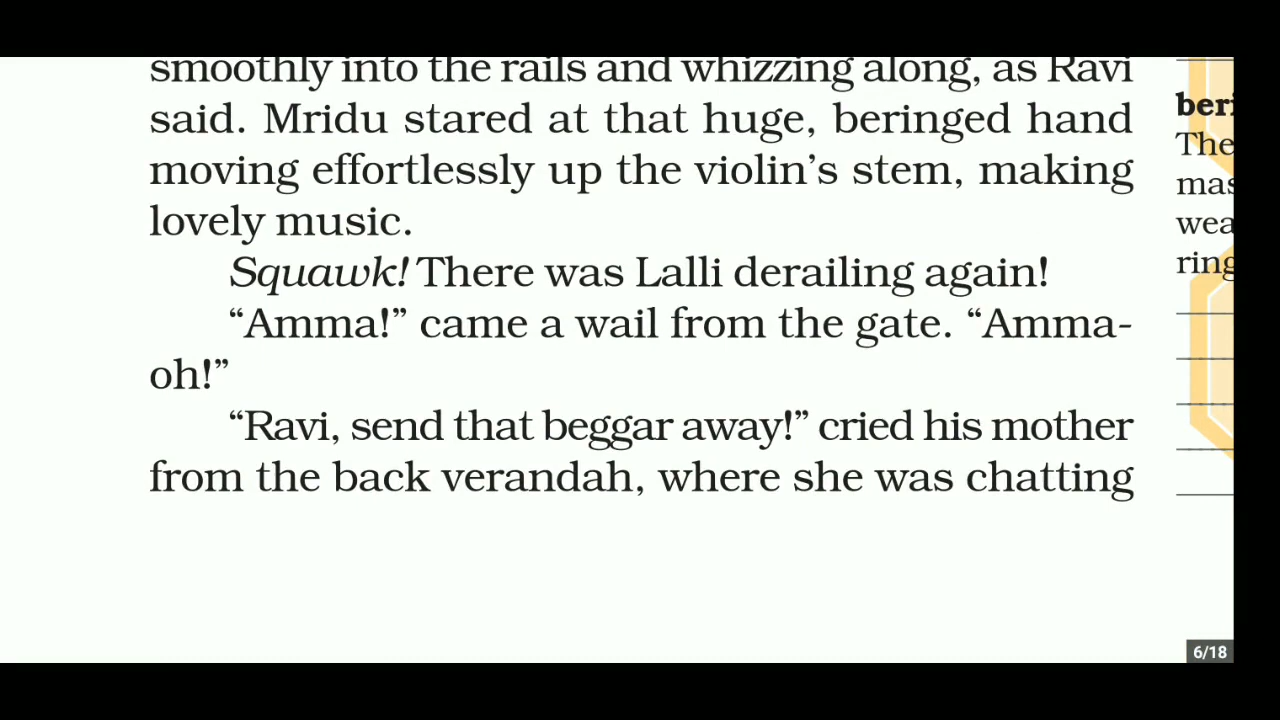 smoothly into the rails and whizzing along, as Ravi
said. Mridu stared at that huge, beringed hand
moving effortlessly up the violin’s stem, making
lovely music.
Squawk! There was Lalli derailing again!
“Amma!” came a wail from the gate. “Amma-
oh!”
“Ravi, send that beggar away!” cried his mother
from the back verandah, where she was chatting
The
6/18